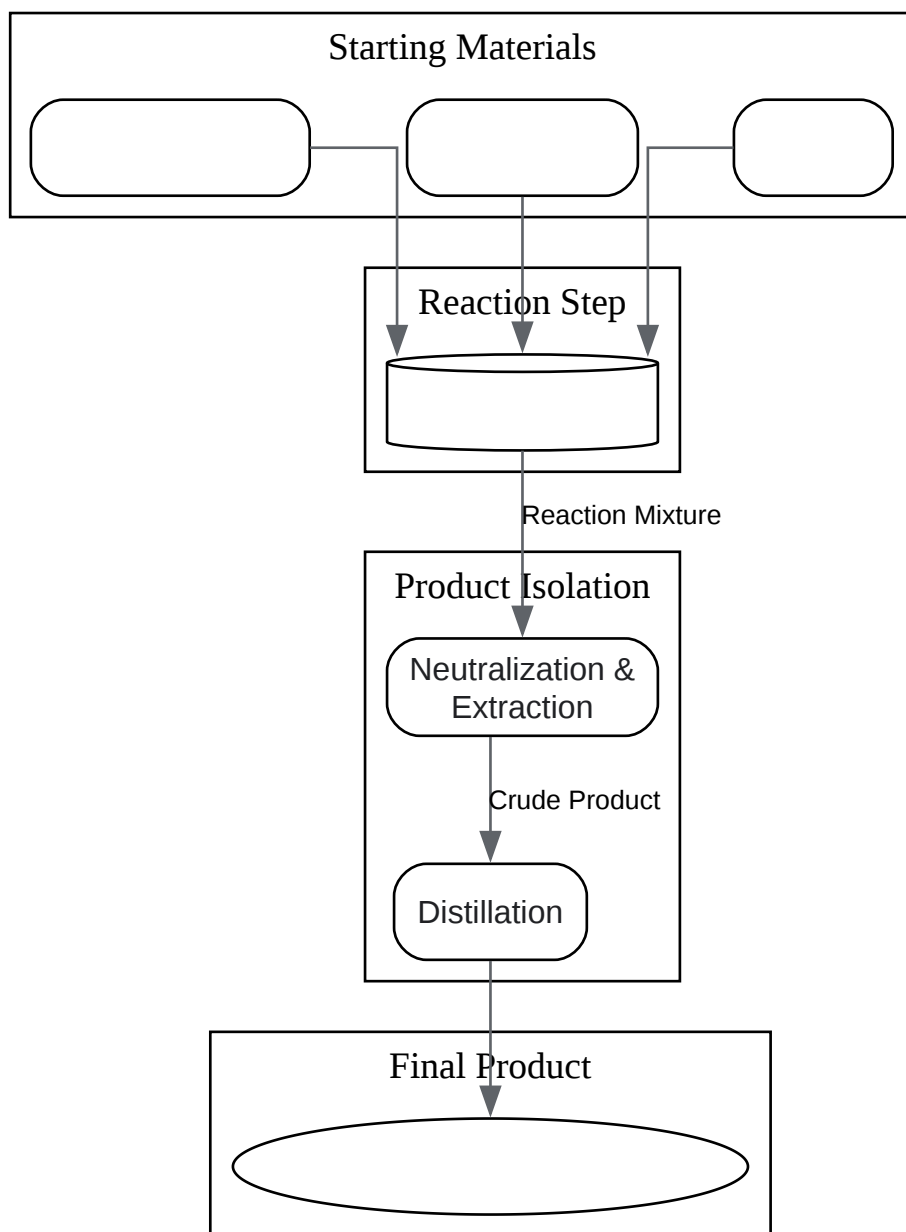 Starting Materials
Reaction Step
Reaction Mixture
Product Isolation
Neutralization &
Extraction
Crude Product
Distillation
Final Product